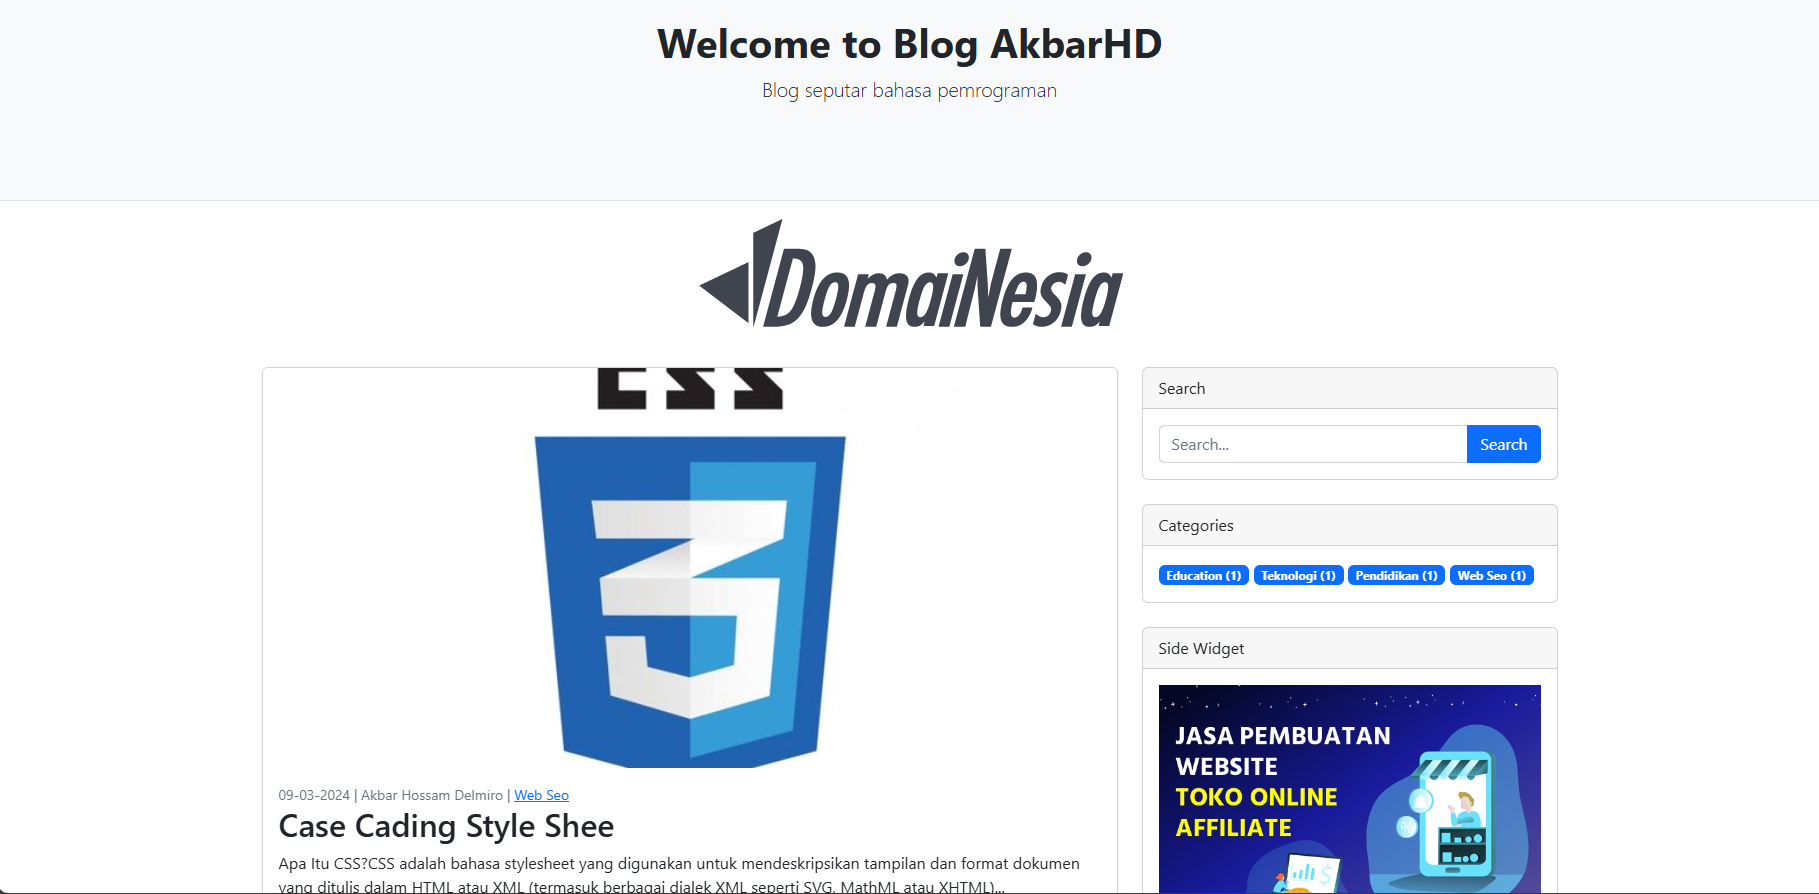 Welcome to Blog AkbarHD
Blog seputar bahasa pemrograman
DomaiNesia
CSS
3
09-03-2024 | Akbar Hossam Delmiro | Web Seo
Case Cading Style Shee
Apa Itu CSS?CSS adalah bahasa stylesheet yang digunakan untuk mendeskripsikan tampilan dan format dokumen
yang ditulis dalam HTML atau XML (termasuk berbagai dialek XML seperti SVG, MathML atau XHTML)...
Search
Search...
Search
Categories
Education (1)
Teknologi (1)
Pendidikan (1)
Web Seo (1)
Side Widget
JASA PEMBUATAN
WEBSITE
TOKO ONLINE
AFFILIATE